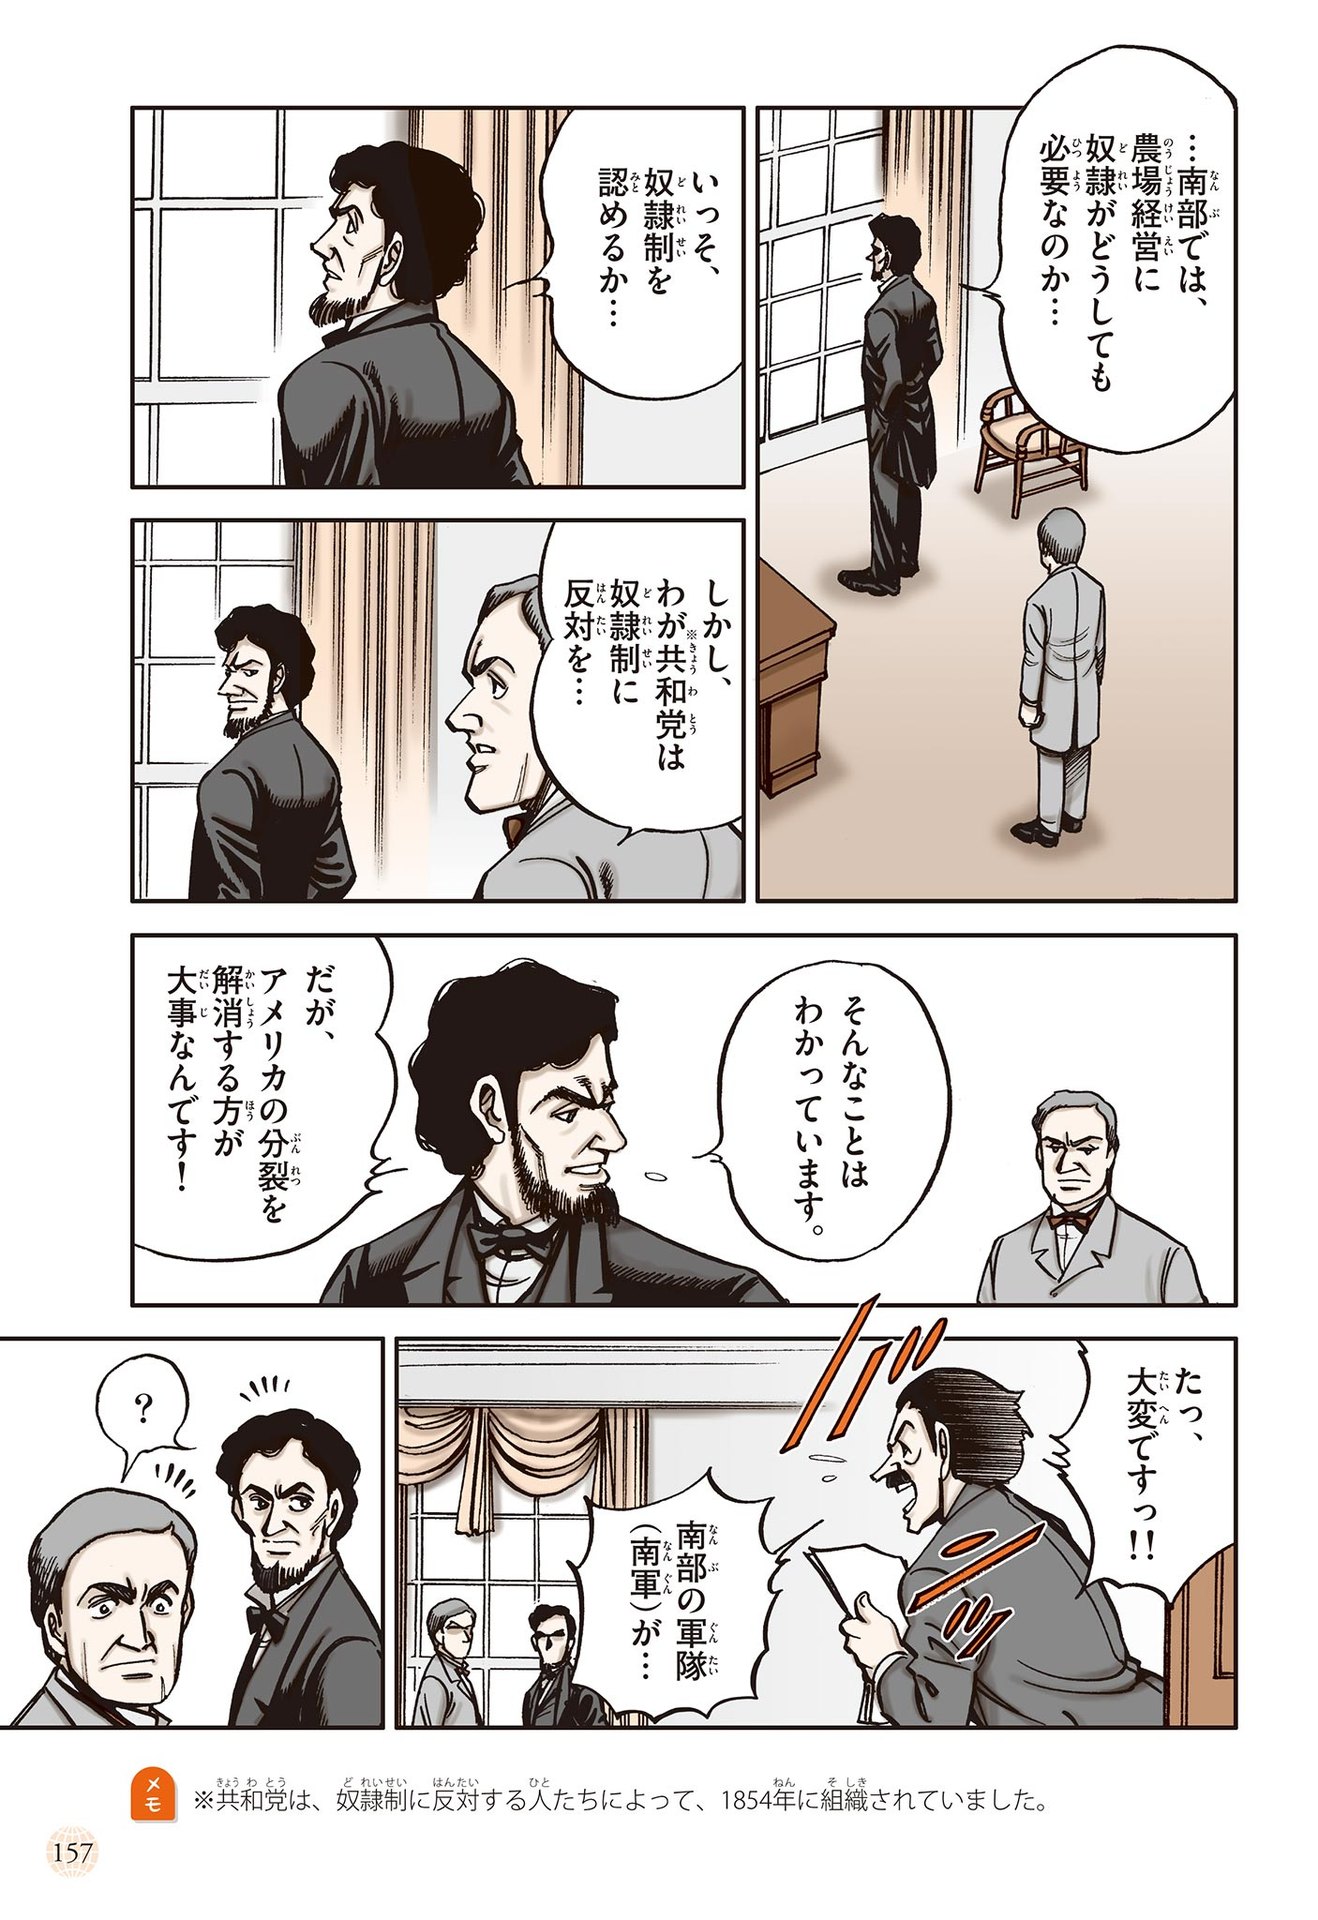 …南部では、
農場経営に
奴隷がどうしても
必要なのか…
いっそ、
奴隷制を
認めるか…
しかし、
わが※共和党は
奴隷制に
反対を…
そんなことは
わかっています。
だが、
アメリカの分裂を
解消する方が
大事なんです！
たっ、
大変ですっ!!
南部の軍隊
（南軍）が…
？
メモ
※共和党は、奴隷制に反対する人たちによって、1854年に組織されていました。
157